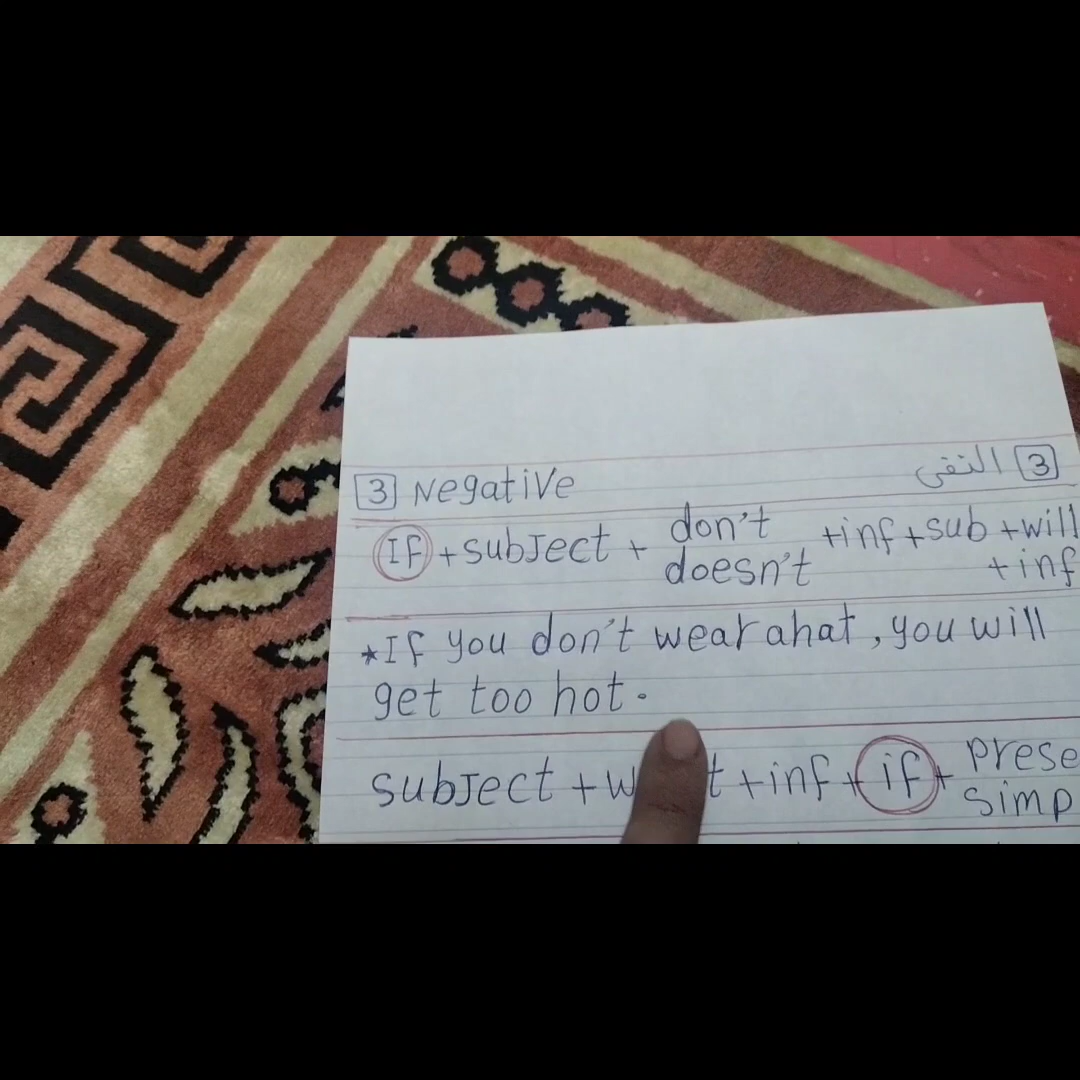 3 Negative
3 النفى
IF + subject + don't
doesn't + inf + sub + will
+ inf
* If you don't wear a hat, you will
get too hot.
subject + + inf + if +